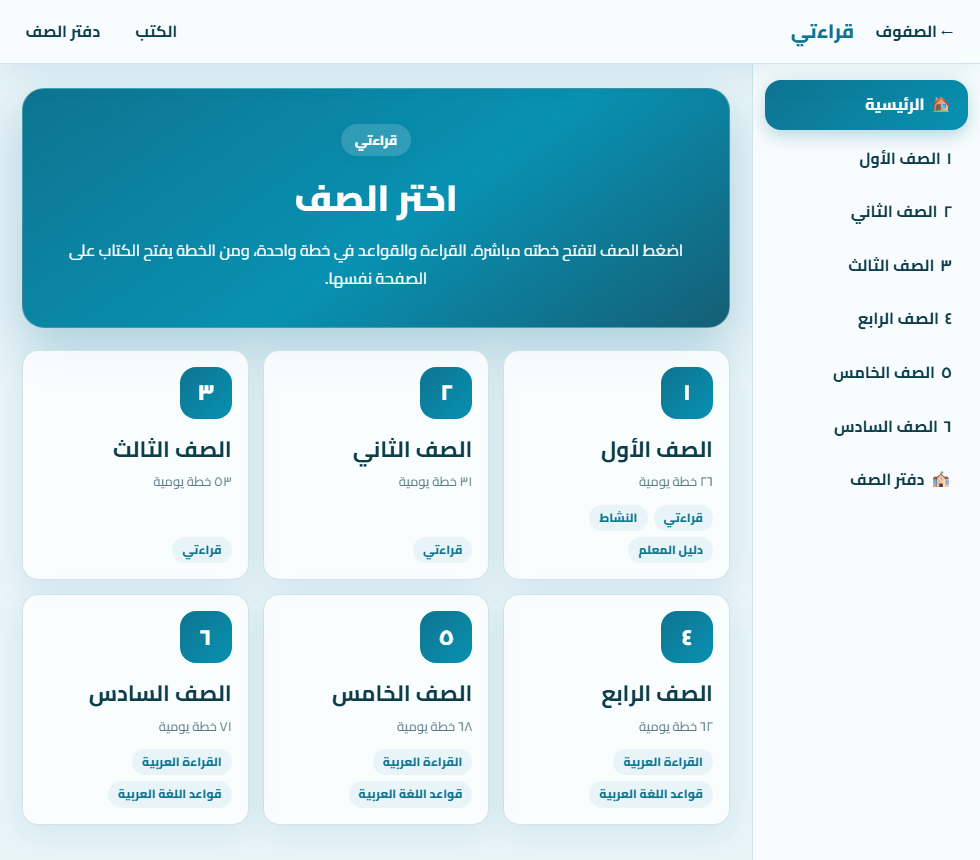 ← الصفوف
قراءتي
الكتب
دفتر الصف
الرئيسية
١ الصف الأول
٢ الصف الثاني
٣ الصف الثالث
٤ الصف الرابع
٥ الصف الخامس
٦ الصف السادس
دفتر الصف
قراءتي
اختر الصف
اضغط الصف لتفتح خطته مباشرة. القراءة والقواعد في خطة واحدة، ومن الخطة يفتح الكتاب على
الصفحة نفسها.
١
الصف الأول
٢٦ خطة يومية
قراءتي
النشاط
دليل المعلم
٢
الصف الثاني
٣١ خطة يومية
قراءتي
٣
الصف الثالث
٥٣ خطة يومية
قراءتي
٤
الصف الرابع
٦٢ خطة يومية
القراءة العربية
قواعد اللغة العربية
٥
الصف الخامس
٦٨ خطة يومية
القراءة العربية
قواعد اللغة العربية
٦
الصف السادس
٧١ خطة يومية
القراءة العربية
قواعد اللغة العربية